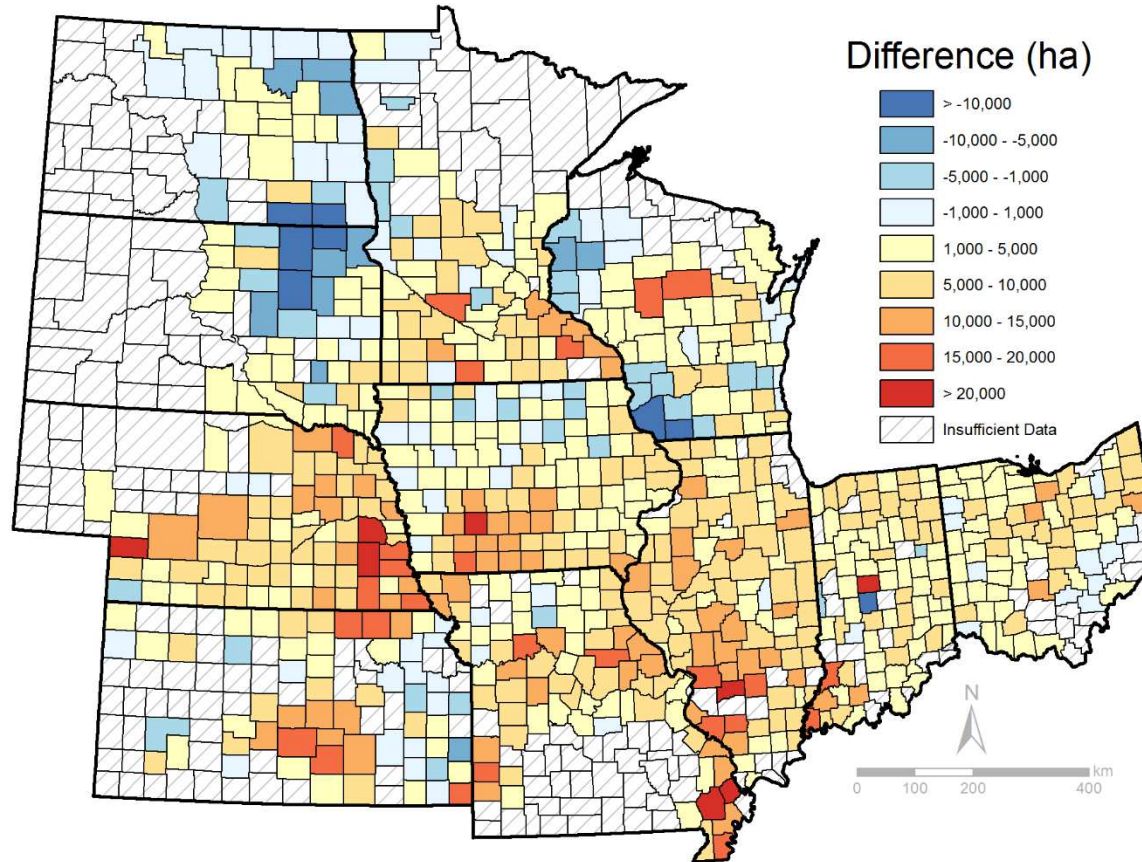 Difference (ha)
> -10,000
-10,000 - -5,000
-5,000 - -1,000
-1,000 - 1,000
1,000 - 5,000
5,000 - 10,000
10,000 - 15,000
15,000 - 20,000
> 20,000
Insufficient Data
N
km
0 100 200 400